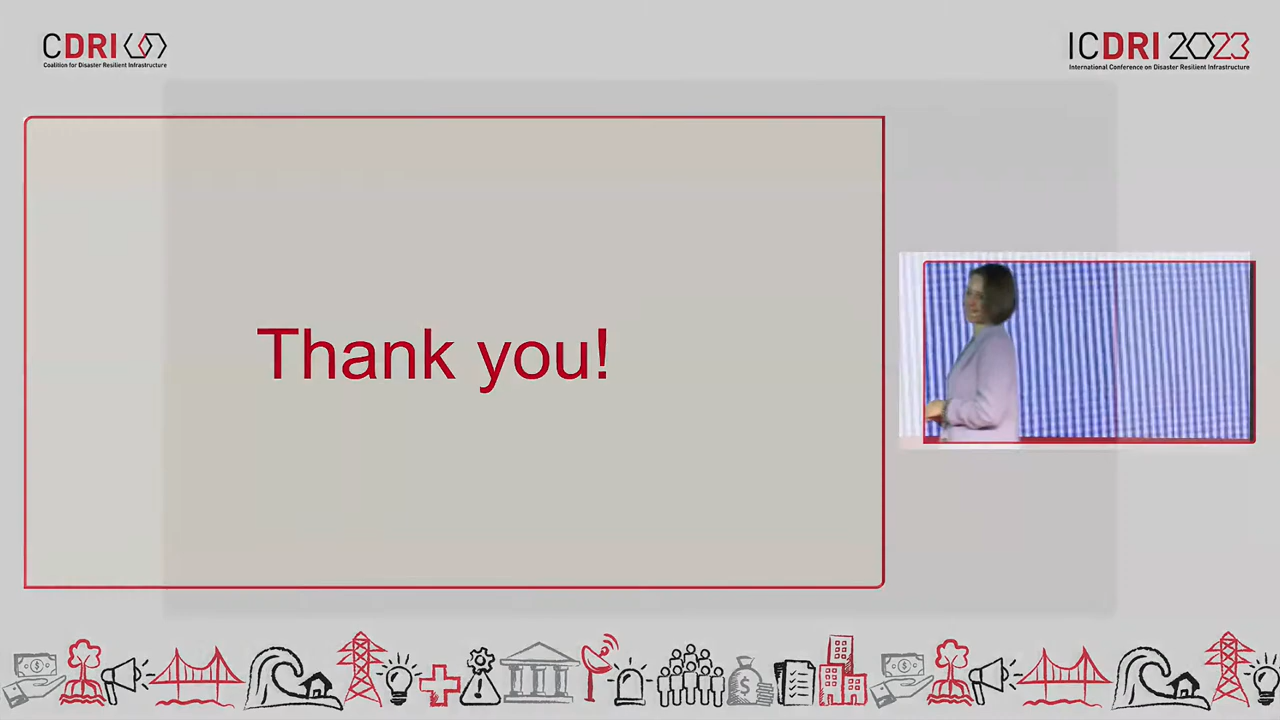 CDRI
Coalition for Disaster Resilient Infrastructure
ICDRI 2023
International Conference on Disaster Resilient Infrastructure
Thank you!